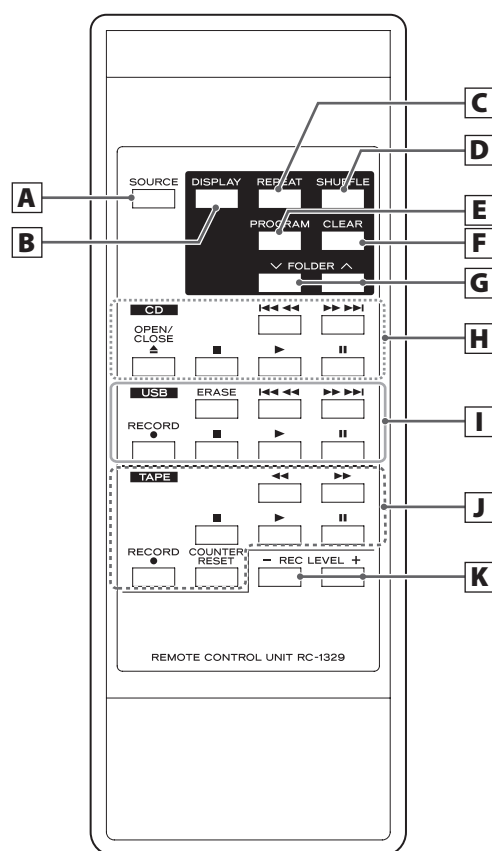 C
D
SOURCE DISPLAY REPEAT SHUFFLE
A
E
PROGRAM CLEAR
B
F
FOLDER
G
CD
H
OPEN/
CLOSE
USB ERASE
I
RECORD
TAPE
J
RECORD COUNTER
RESET
− REC LEVEL +
K
REMOTE CONTROL UNIT RC-1329